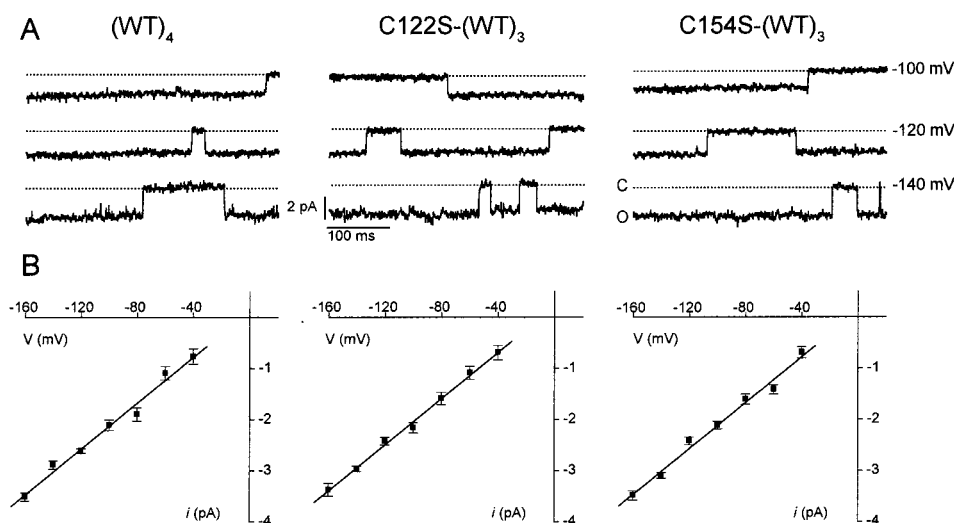 A (WT)4 C122S-(WT)3 C154S-(WT)3
-100 mV
-120 mV
C -140 mV
O
2 pA
100 ms
B
-160 -120 -80 -40 -160 -120 -80 -40 -160 -120 -80 -40
V (mV) V (mV) V (mV)
-1 -1 -1
-2 -2 -2
-3 -3 -3
i (pA) i (pA) i (pA)
-4 -4 -4